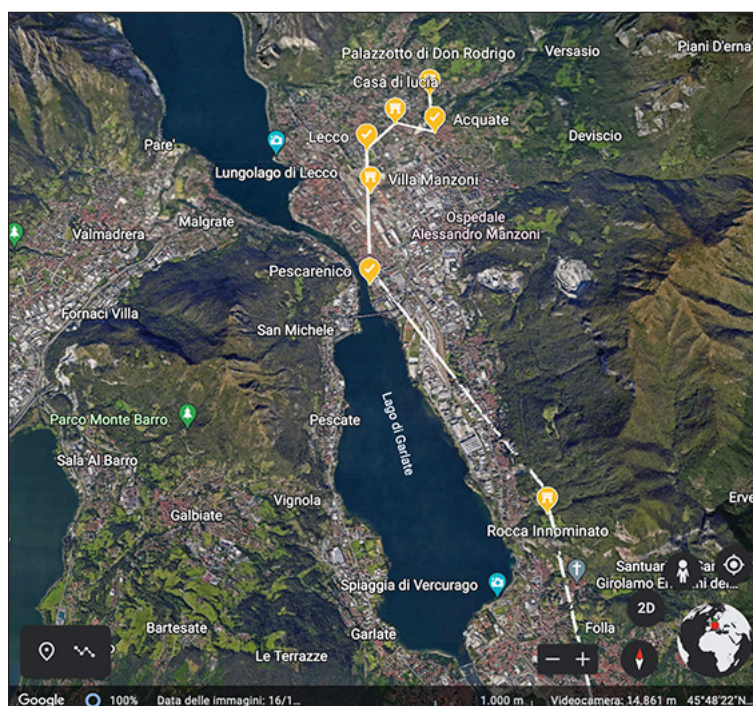 Palazzotto di Don Rodrigo
Versasio
Piani D'erna
Casa di lucia
Pare'
Lecco
Acquate
Deviscio
Lungolago di Lecco
Villa Manzoni
Malgrate
Valmadrera
Ospedale
Alessandro Manzoni
Pescarenico
Fornaci Villa
San Michele
Parco Monte Barro
Pescate
Lago di Garlate
Sala Al Barro
Vignola
Galbiate
Erve
Rocca Innominato
Santuar
Girolamo Em
ni del...
Spiaggia di Vercurago
2D
Bartesate
Garlate
Folla
Le Terrazze
Google
100%
Data delle immagini: 16/1...
1.000 m
Videocamera: 14,861 m
45°48'22"N